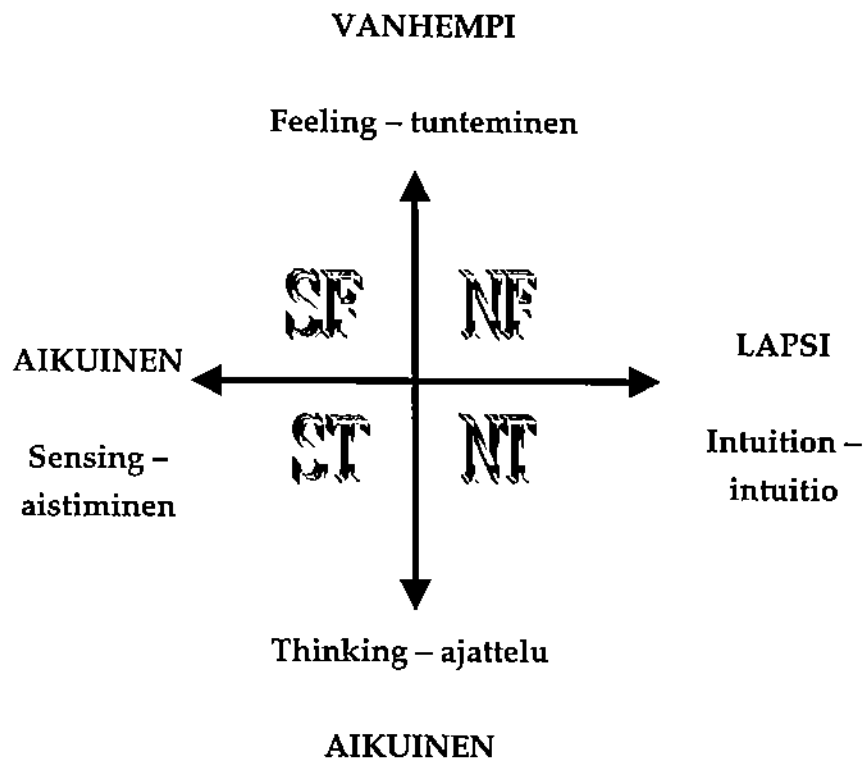 VANHEMPI
Feeling – tunteminen
SF NF
AIKUINEN
LAPSI
ST NT
Sensing –
aistiminen
Intuition –
intuitio
Thinking – ajattelu
AIKUINEN